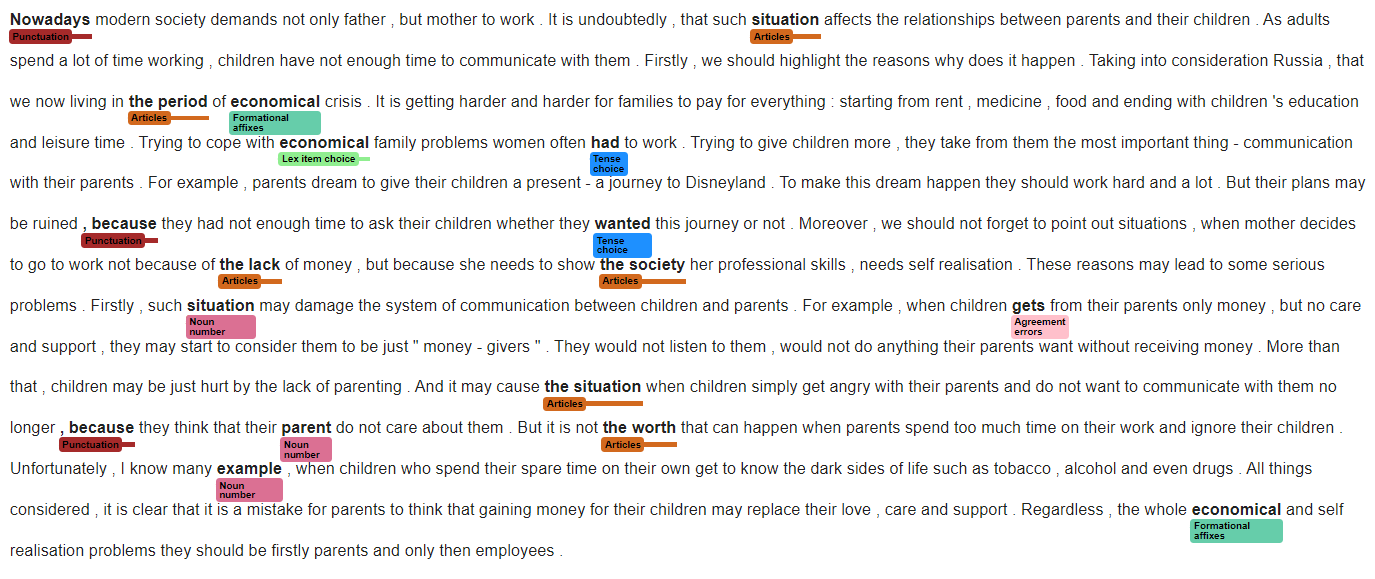 Nowadays modern society demands not only father , but mother to work . It is undoubtedly , that such situation affects the relationships between parents and their children . As adults
Punctuation Articles
spend a lot of time working , children have not enough time to communicate with them . Firstly , we should highlight the reasons why does it happen . Taking into consideration Russia , that
we now living in the period of economical crisis . It is getting harder and harder for families to pay for everything : starting from rent , medicine , food and ending with children 's education
Articles Formational affixes
and leisure time . Trying to cope with economical family problems women often had to work . Trying to give children more , they take from them the most important thing - communication
Lex item choice Tense choice
with their parents . For example , parents dream to give their children a present - a journey to Disneyland . To make this dream happen they should work hard and a lot . But their plans may
be ruined , because they had not enough time to ask their children whether they wanted this journey or not . Moreover , we should not forget to point out situations , when mother decides
Punctuation Tense choice
to go to work not because of the lack of money , but because she needs to show the society her professional skills , needs self realisation . These reasons may lead to some serious
Articles Articles
problems . Firstly , such situation may damage the system of communication between children and parents . For example , when children gets from their parents only money , but no care
Noun number Agreement errors
and support , they may start to consider them to be just " money - givers " . They would not listen to them , would not do anything their parents want without receiving money . More than
that , children may be just hurt by the lack of parenting . And it may cause the situation when children simply get angry with their parents and do not want to communicate with them no
Articles
longer , because they think that their parent do not care about them . But it is not the worth that can happen when parents spend too much time on their work and ignore their children .
Punctuation Noun number Articles
Unfortunately , I know many example , when children who spend their spare time on their own get to know the dark sides of life such as tobacco , alcohol and even drugs . All things
Noun number
considered , it is clear that it is a mistake for parents to think that gaining money for their children may replace their love , care and support . Regardless , the whole economical and self
Formational affixes
realisation problems they should be firstly parents and only then employees .